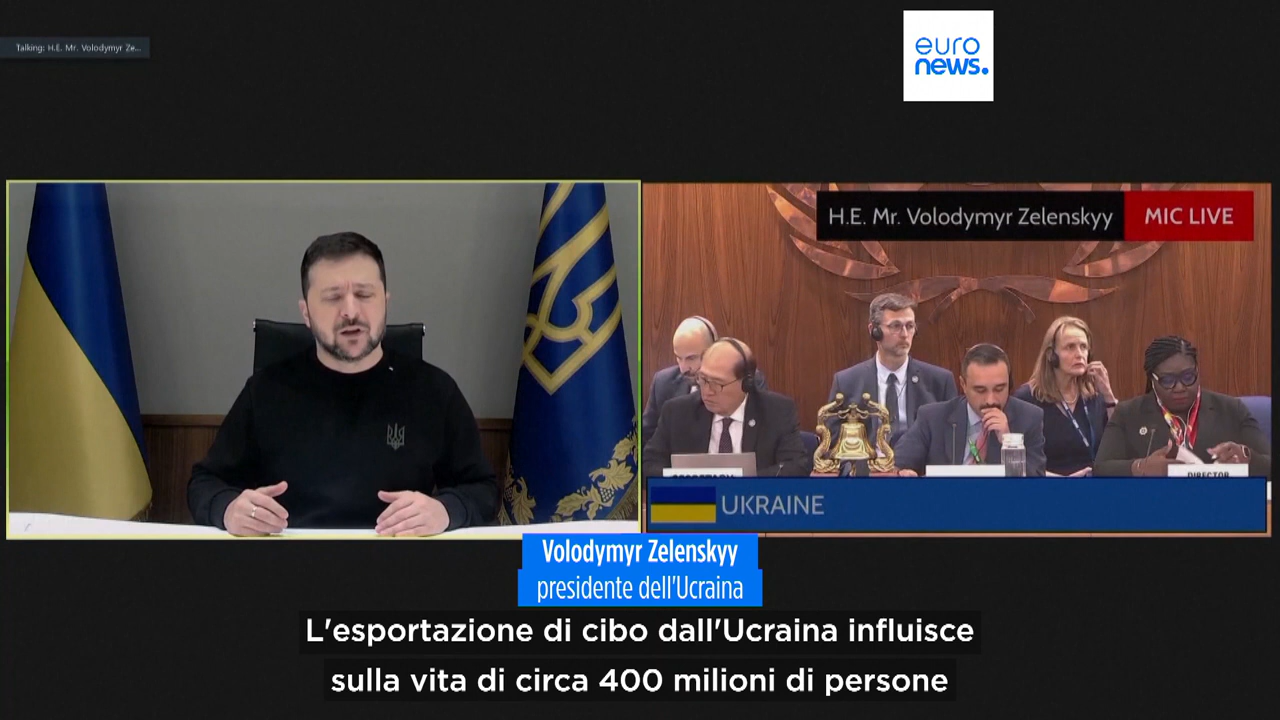 Talking: H.E. Mr. Volodymyr Ze...
euro
news.
H.E. Mr. Volodymyr Zelenskyy
MIC LIVE
DIRECTOR
UKRAINE
Volodymyr Zelenskyy
presidente dell'Ucraina
L'esportazione di cibo dall'Ucraina influisce
sulla vita di circa 400 milioni di persone